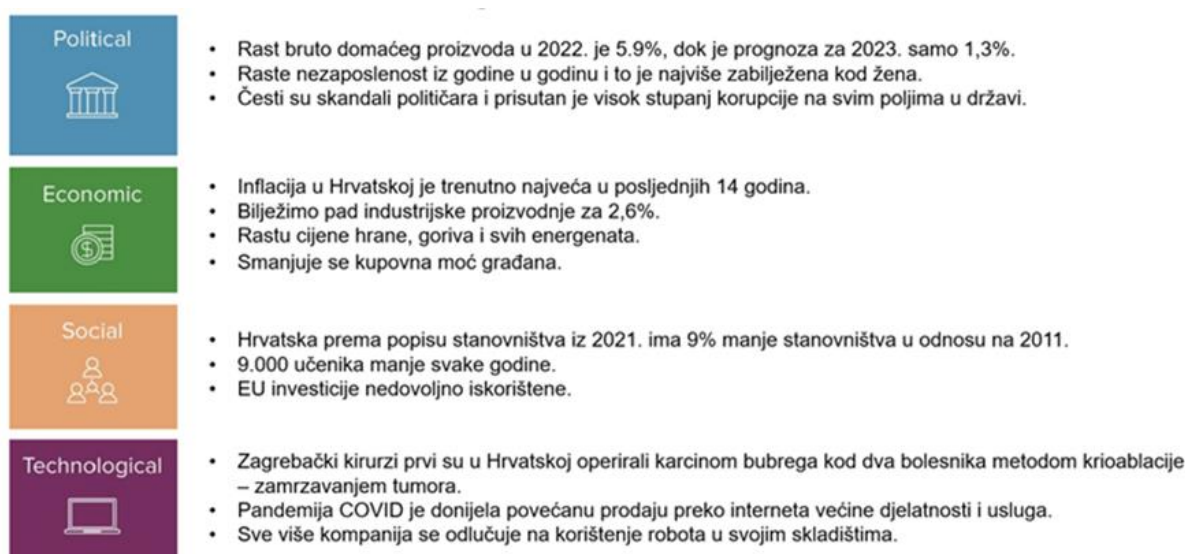 Political
• Rast bruto domaćeg proizvoda u 2022. je 5.9%, dok je prognoza za 2023. samo 1,3%.
• Raste nezaposlenost iz godine u godinu i to je najviše zabilježena kod žena.
• Česti su skandali političara i prisutan je visok stupanj korupcije na svim poljima u državi.
Economic
• Inflacija u Hrvatskoj je trenutno najveća u posljednjih 14 godina.
• Bilježimo pad industrijske proizvodnje za 2,6%.
• Rastu cijene hrane, goriva i svih energenata.
• Smanjuje se kupovna moć građana.
Social
• Hrvatska prema popisu stanovništva iz 2021. ima 9% manje stanovništva u odnosu na 2011.
• 9.000 učenika manje svake godine.
• EU investicije nedovoljno iskorištene.
Technological
• Zagrebački kirurzi prvi su u Hrvatskoj operirali karcinom bubrega kod dva bolesnika metodom krioablacije
– zamrzavanjem tumora.
• Pandemija COVID je donijela povećanu prodaju preko interneta većine djelatnosti i usluga.
• Sve više kompanija se odlučuje na korištenje robota u svojim skladištima.